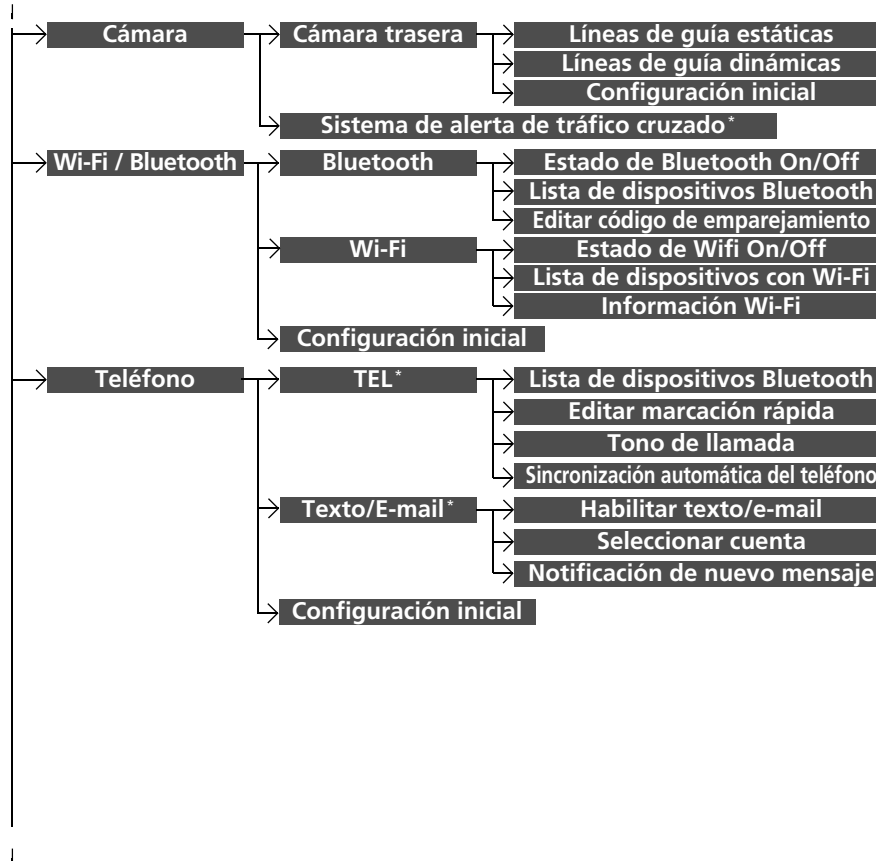 Cámara
Cámara trasera
Líneas de guía estáticas
Líneas de guía dinámicas
Configuración inicial
Sistema de alerta de tráfico cruzado*
Wi-Fi / Bluetooth
Bluetooth
Estado de Bluetooth On/Off
Lista de dispositivos Bluetooth
Editar código de emparejamiento
Wi-Fi
Estado de Wifi On/Off
Lista de dispositivos con Wi-Fi
Información Wi-Fi
Configuración inicial
Teléfono
TEL*
Lista de dispositivos Bluetooth
Editar marcación rápida
Tono de llamada
Sincronización automática del teléfono
Texto/E-mail*
Habilitar texto/e-mail
Seleccionar cuenta
Notificación de nuevo mensaje
Configuración inicial